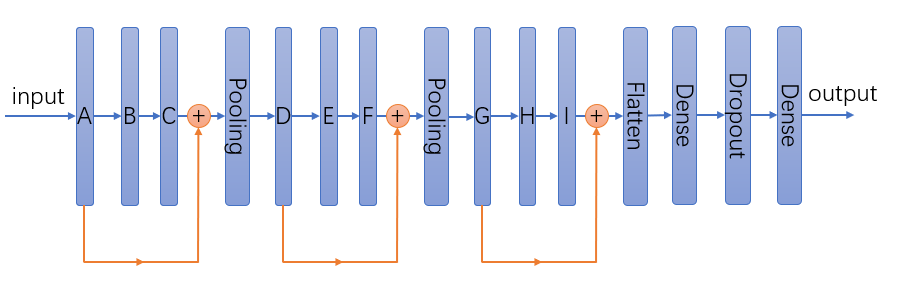 input
A
B
C
+
Pooling
D
E
F
+
Pooling
G
H
I
+
Flatten
Dense
Dropout
Dense
output